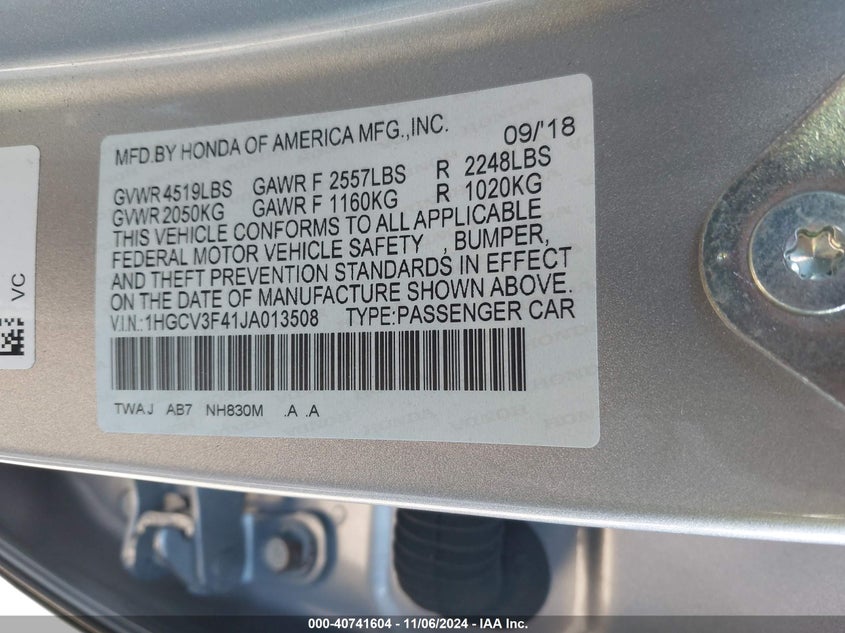 MFD.BY HONDA OF AMERICA MFG.,INC. 09/'18
GVWR 4519LBS GAWR F 2557LBS R 2248LBS
GVWR 2050KG GAWR F 1160KG R 1020KG
THIS VEHICLE CONFORMS TO ALL APPLICABLE
FEDERAL MOTOR VEHICLE SAFETY , BUMPER,
AND THEFT PREVENTION STANDARDS IN EFFECT
ON THE DATE OF MANUFACTURE SHOWN ABOVE.
V.I.N.:1HGCV3F41JA013508 TYPE:PASSENGER CAR
TWAJ AB7 NH830M .A .A
VC
000-40741604 - 11/06/2024 - IAA Inc.